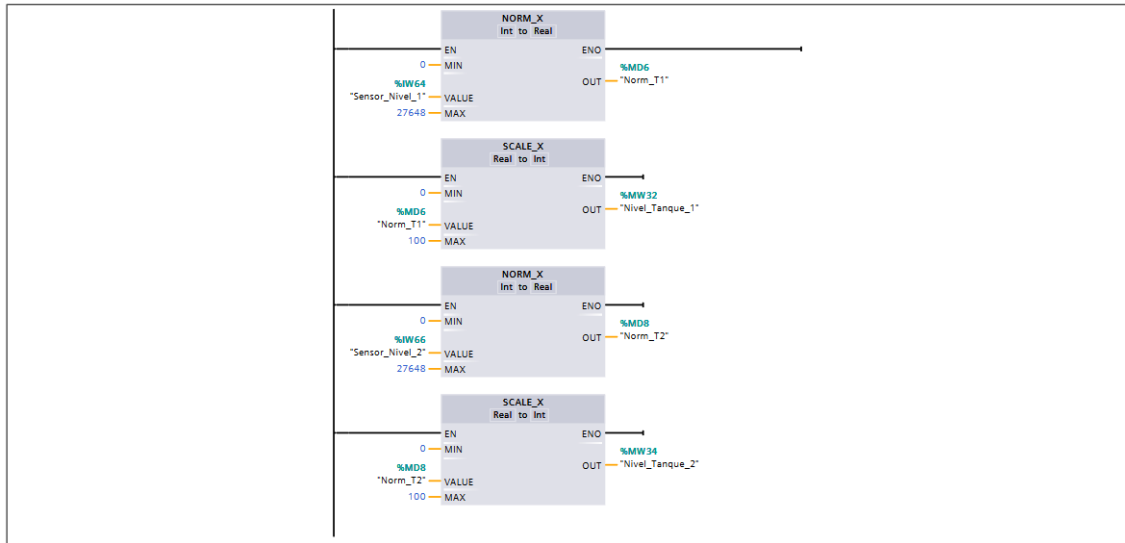 NORM_X
Int to Real
EN
ENO
0
MIN
%MD6
OUT
"Norm_T1"
%IW64
"Sensor_Nivel_1"
VALUE
27648
MAX
SCALE_X
Real to Int
EN
ENO
0
MIN
%MW32
OUT
"Nivel_Tanque_1"
%MD6
"Norm_T1"
VALUE
100
MAX
NORM_X
Int to Real
EN
ENO
0
MIN
%MD8
OUT
"Norm_T2"
%IW66
"Sensor_Nivel_2"
VALUE
27648
MAX
SCALE_X
Real to Int
EN
ENO
0
MIN
%MW34
OUT
"Nivel_Tanque_2"
%MD8
"Norm_T2"
VALUE
100
MAX